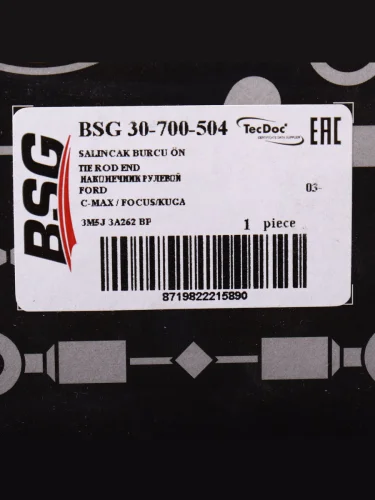 BSG
BSG 30-700-504
TecDoc
EAC
SALINCAK BURCU ÖN
TIE ROD END
НАКОНЕЧНИК РУЛЕВОЙ
FORD
03-
C-MAX / FOCUS/KUGA
3M5J 3A262 BP
1 piece
8719822215890